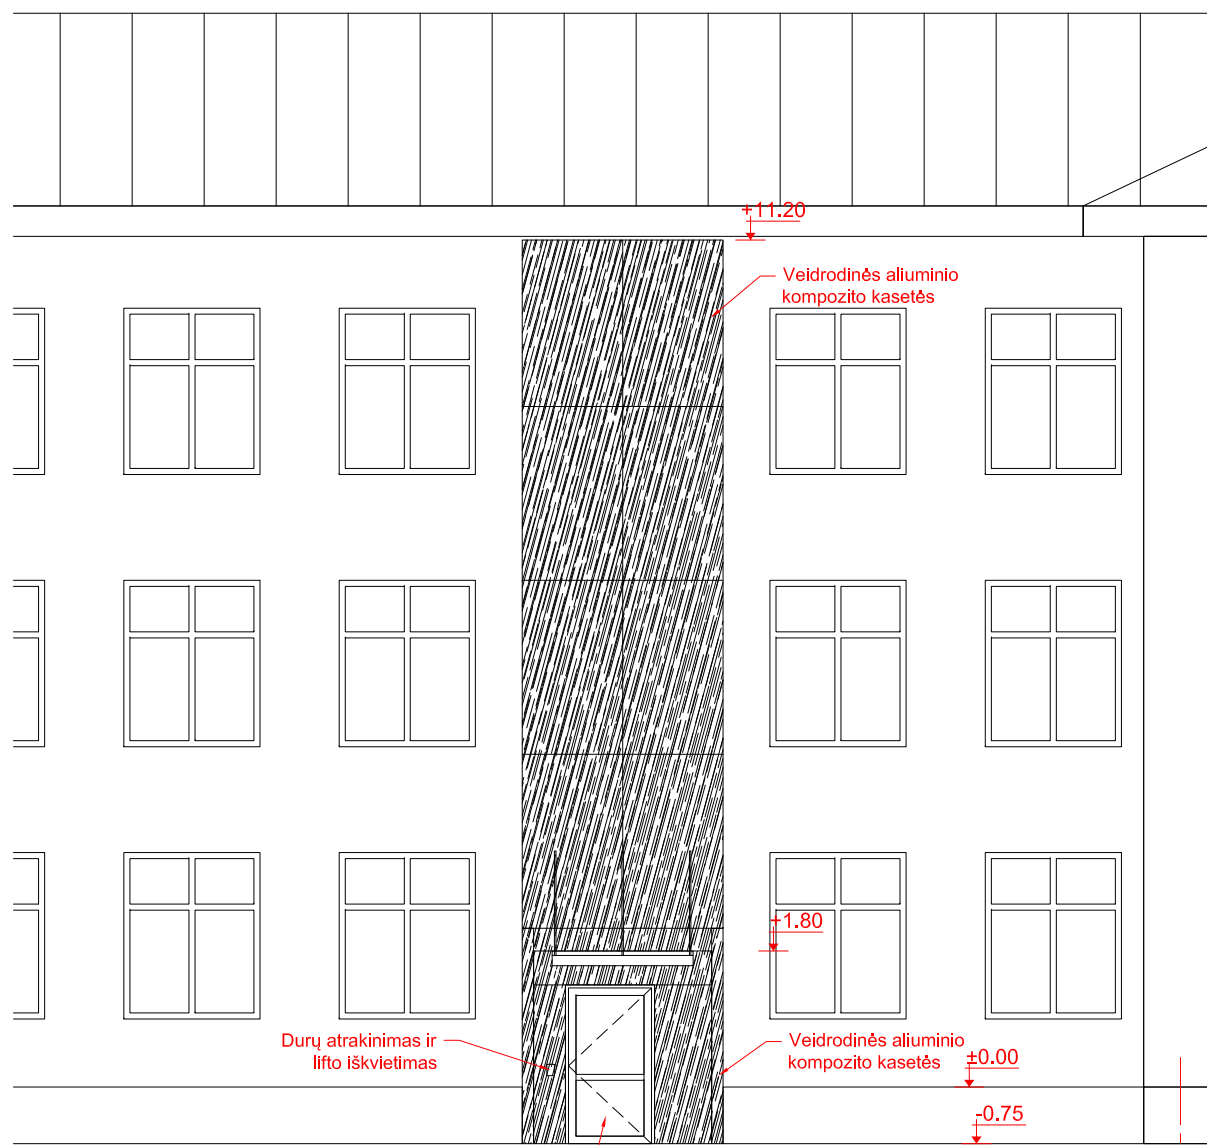 +11.20
Veidrodinės aliuminio
kompozito kasetės
+1.80
Durų atrakinimas ir
lifto iškvietimas
Veidrodinės aliuminio
kompozito kasetės
±0.00
-0.75